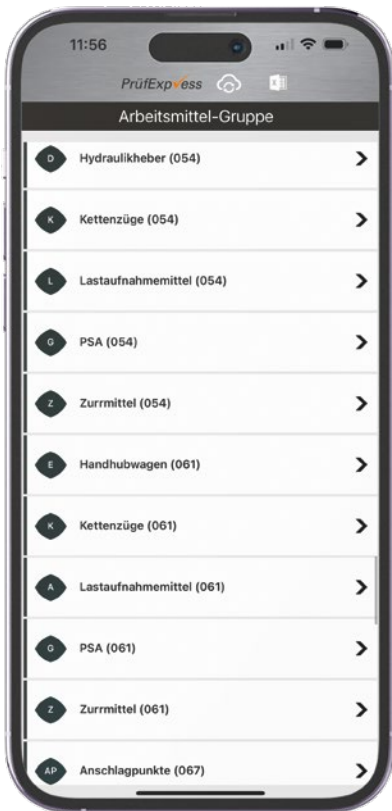 11:56
PrüfExpress
Arbeitsmittel-Gruppe
D Hydraulikheber (054)
K Kettenzüge (054)
L Lastaufnahmemittel (054)
G PSA (054)
Z Zurrmittel (054)
E Handhubwagen (061)
K Kettenzüge (061)
A Lastaufnahmemittel (061)
G PSA (061)
Z Zurrmittel (061)
AP Anschlagpunkte (067)